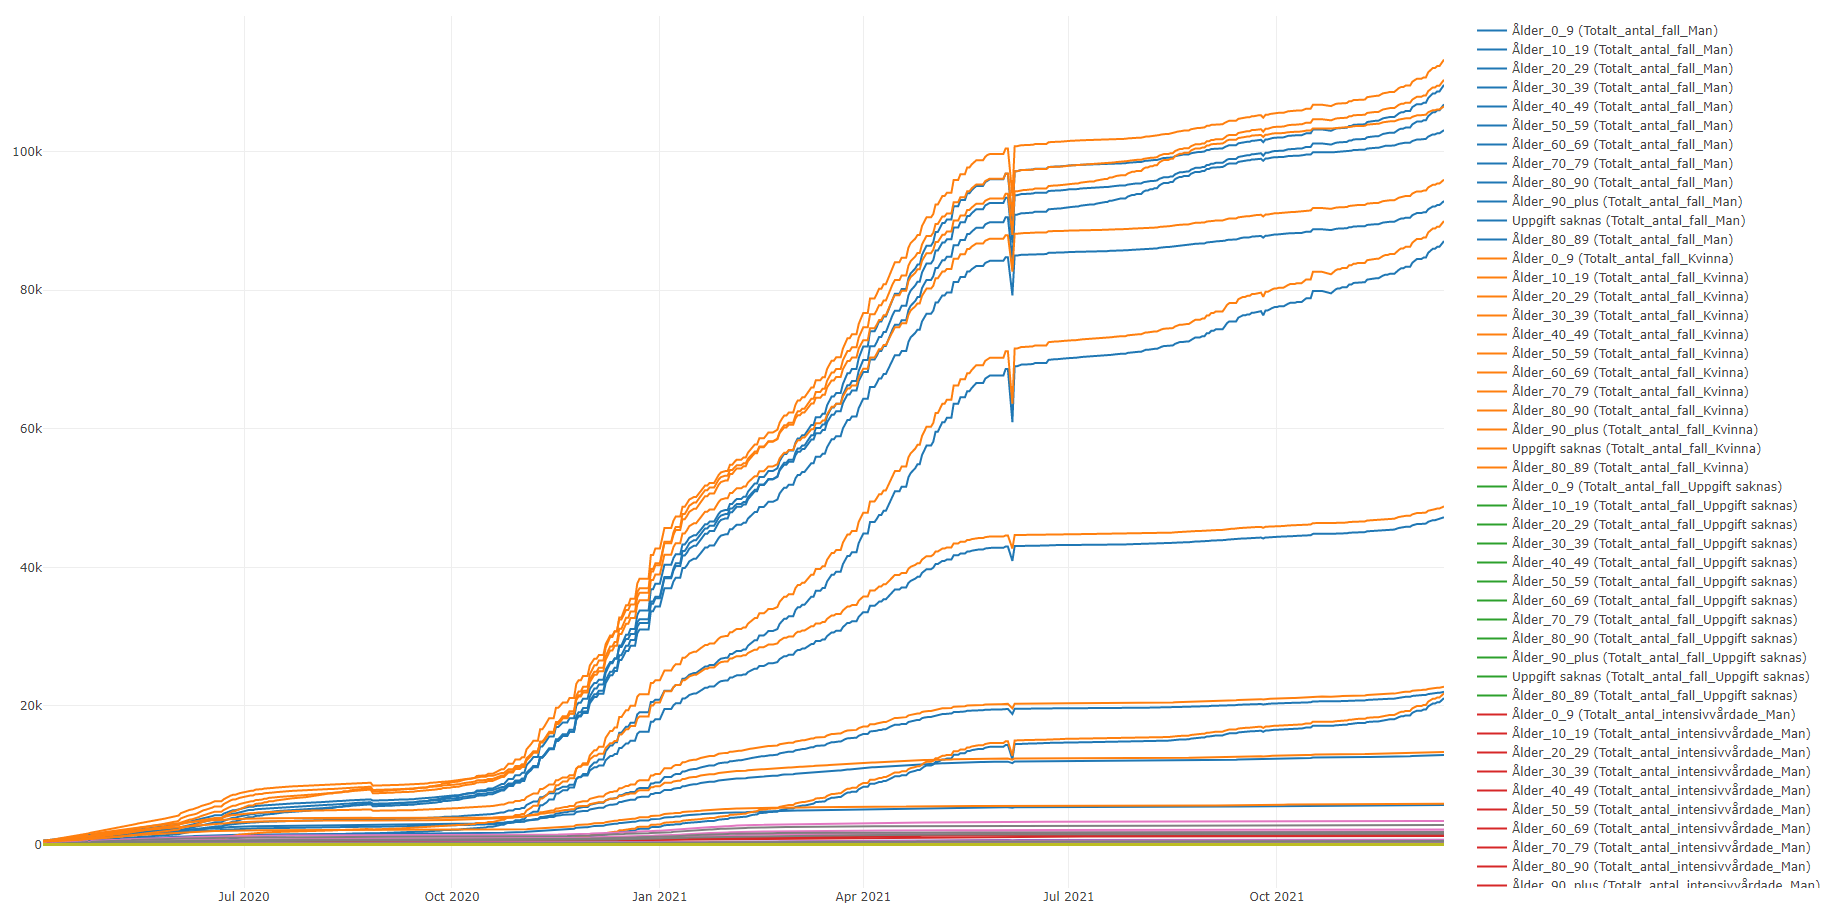 100k
80k
60k
40k
20k
0
Jul 2020
Oct 2020
Jan 2021
Apr 2021
Jul 2021
Oct 2021
Ålder_0_9 (Totalt_antal_fall_Man)
Ålder_10_19 (Totalt_antal_fall_Man)
Ålder_20_29 (Totalt_antal_fall_Man)
Ålder_30_39 (Totalt_antal_fall_Man)
Ålder_40_49 (Totalt_antal_fall_Man)
Ålder_50_59 (Totalt_antal_fall_Man)
Ålder_60_69 (Totalt_antal_fall_Man)
Ålder_70_79 (Totalt_antal_fall_Man)
Ålder_80_90 (Totalt_antal_fall_Man)
Ålder_90_plus (Totalt_antal_fall_Man)
Uppgift saknas (Totalt_antal_fall_Man)
Ålder_80_89 (Totalt_antal_fall_Man)
Ålder_0_9 (Totalt_antal_fall_Kvinna)
Ålder_10_19 (Totalt_antal_fall_Kvinna)
Ålder_20_29 (Totalt_antal_fall_Kvinna)
Ålder_30_39 (Totalt_antal_fall_Kvinna)
Ålder_40_49 (Totalt_antal_fall_Kvinna)
Ålder_50_59 (Totalt_antal_fall_Kvinna)
Ålder_60_69 (Totalt_antal_fall_Kvinna)
Ålder_70_79 (Totalt_antal_fall_Kvinna)
Ålder_80_90 (Totalt_antal_fall_Kvinna)
Ålder_90_plus (Totalt_antal_fall_Kvinna)
Uppgift saknas (Totalt_antal_fall_Kvinna)
Ålder_80_89 (Totalt_antal_fall_Kvinna)
Ålder_0_9 (Totalt_antal_fall_Uppgift saknas)
Ålder_10_19 (Totalt_antal_fall_Uppgift saknas)
Ålder_20_29 (Totalt_antal_fall_Uppgift saknas)
Ålder_30_39 (Totalt_antal_fall_Uppgift saknas)
Ålder_40_49 (Totalt_antal_fall_Uppgift saknas)
Ålder_50_59 (Totalt_antal_fall_Uppgift saknas)
Ålder_60_69 (Totalt_antal_fall_Uppgift saknas)
Ålder_70_79 (Totalt_antal_fall_Uppgift saknas)
Ålder_80_90 (Totalt_antal_fall_Uppgift saknas)
Ålder_90_plus (Totalt_antal_fall_Uppgift saknas)
Uppgift saknas (Totalt_antal_fall_Uppgift saknas)
Ålder_80_89 (Totalt_antal_fall_Uppgift saknas)
Ålder_0_9 (Totalt_antal_intensivvårdade_Man)
Ålder_10_19 (Totalt_antal_intensivvårdade_Man)
Ålder_20_29 (Totalt_antal_intensivvårdade_Man)
Ålder_30_39 (Totalt_antal_intensivvårdade_Man)
Ålder_40_49 (Totalt_antal_intensivvårdade_Man)
Ålder_50_59 (Totalt_antal_intensivvårdade_Man)
Ålder_60_69 (Totalt_antal_intensivvårdade_Man)
Ålder_70_79 (Totalt_antal_intensivvårdade_Man)
Ålder_80_90 (Totalt_antal_intensivvårdade_Man)
Ålder_90_plus (Totalt_antal_intensivvårdade_Man)